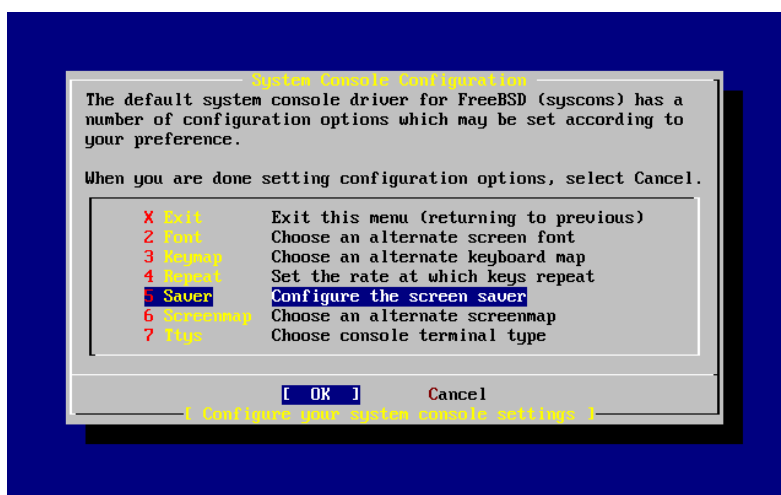 System Console Configuration
The default system console driver for FreeBSD (syscons) has a
number of configuration options which may be set according to
your preference.
When you are done setting configuration options, select Cancel.
X Exit Exit this menu (returning to previous)
2 Font Choose an alternate screen font
3 Keymap Choose an alternate keyboard map
4 Repeat Set the rate at which keys repeat
5 Saver Configure the screen saver
6 Screenmap Choose an alternate screenmap
7 Ttys Choose console terminal type
[ OK ] Cancel
[ Configure your system console settings ]